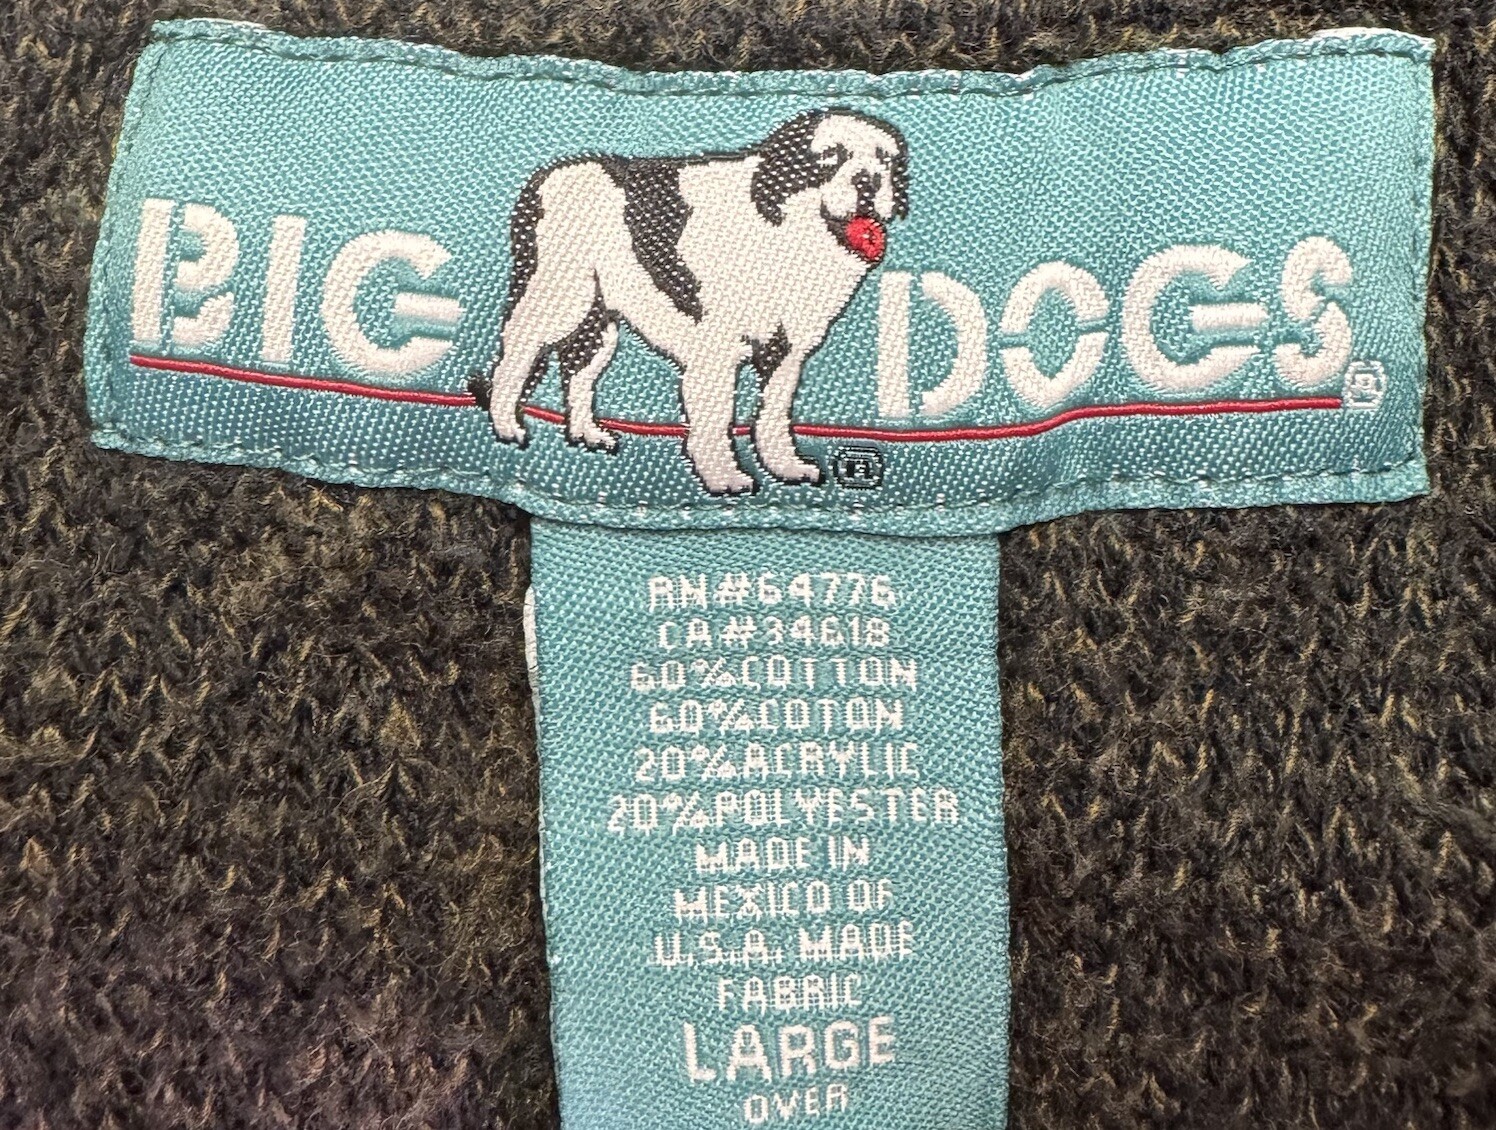 BIG DOGS®
RN#64776
CA#34618
60%COTTON
60%COTON
20%ACRYLIC
20%POLYESTER
MADE IN
MEXICO OF
U.S.A. MADE
FABRIC
LARGE
OVER